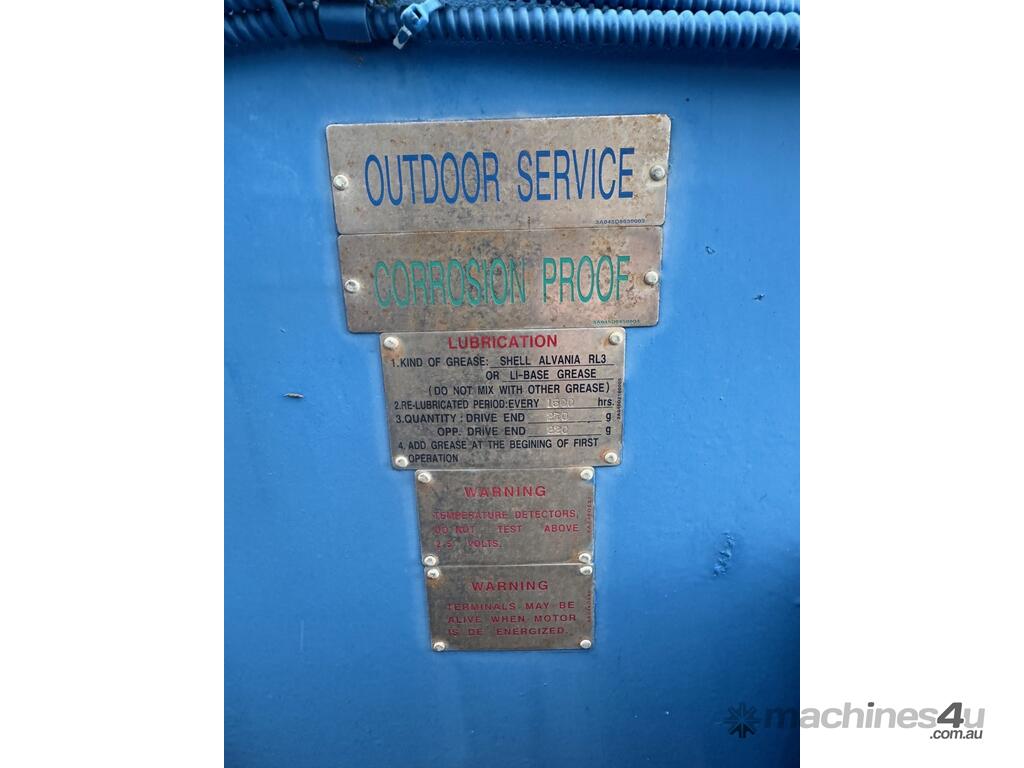 OUTDOOR SERVICE
3A045D8930003
CORROSION PROOF
LUBRICATION
1.KIND OF GREASE: SHELL ALVANIA RL3
OR LI-BASE GREASE
(DO NOT MIX WITH OTHER GREASE)
2.RE-LUBRICATED PERIOD:EVERY hrs.
3.QUANTITY: DRIVE END g
OPP. DRIVE END g
4. ADD GREASE AT THE BEGINING OF FIRST
OPERATION
WARNING
TEMPERATURE DETECTORS,
DO NOT TEST ABOVE
2.5 VOLTS.
WARNING
TERMINALS MAY BE
ALIVE WHEN MOTOR
IS DE ENERGIZED.
machines4u
.com.au